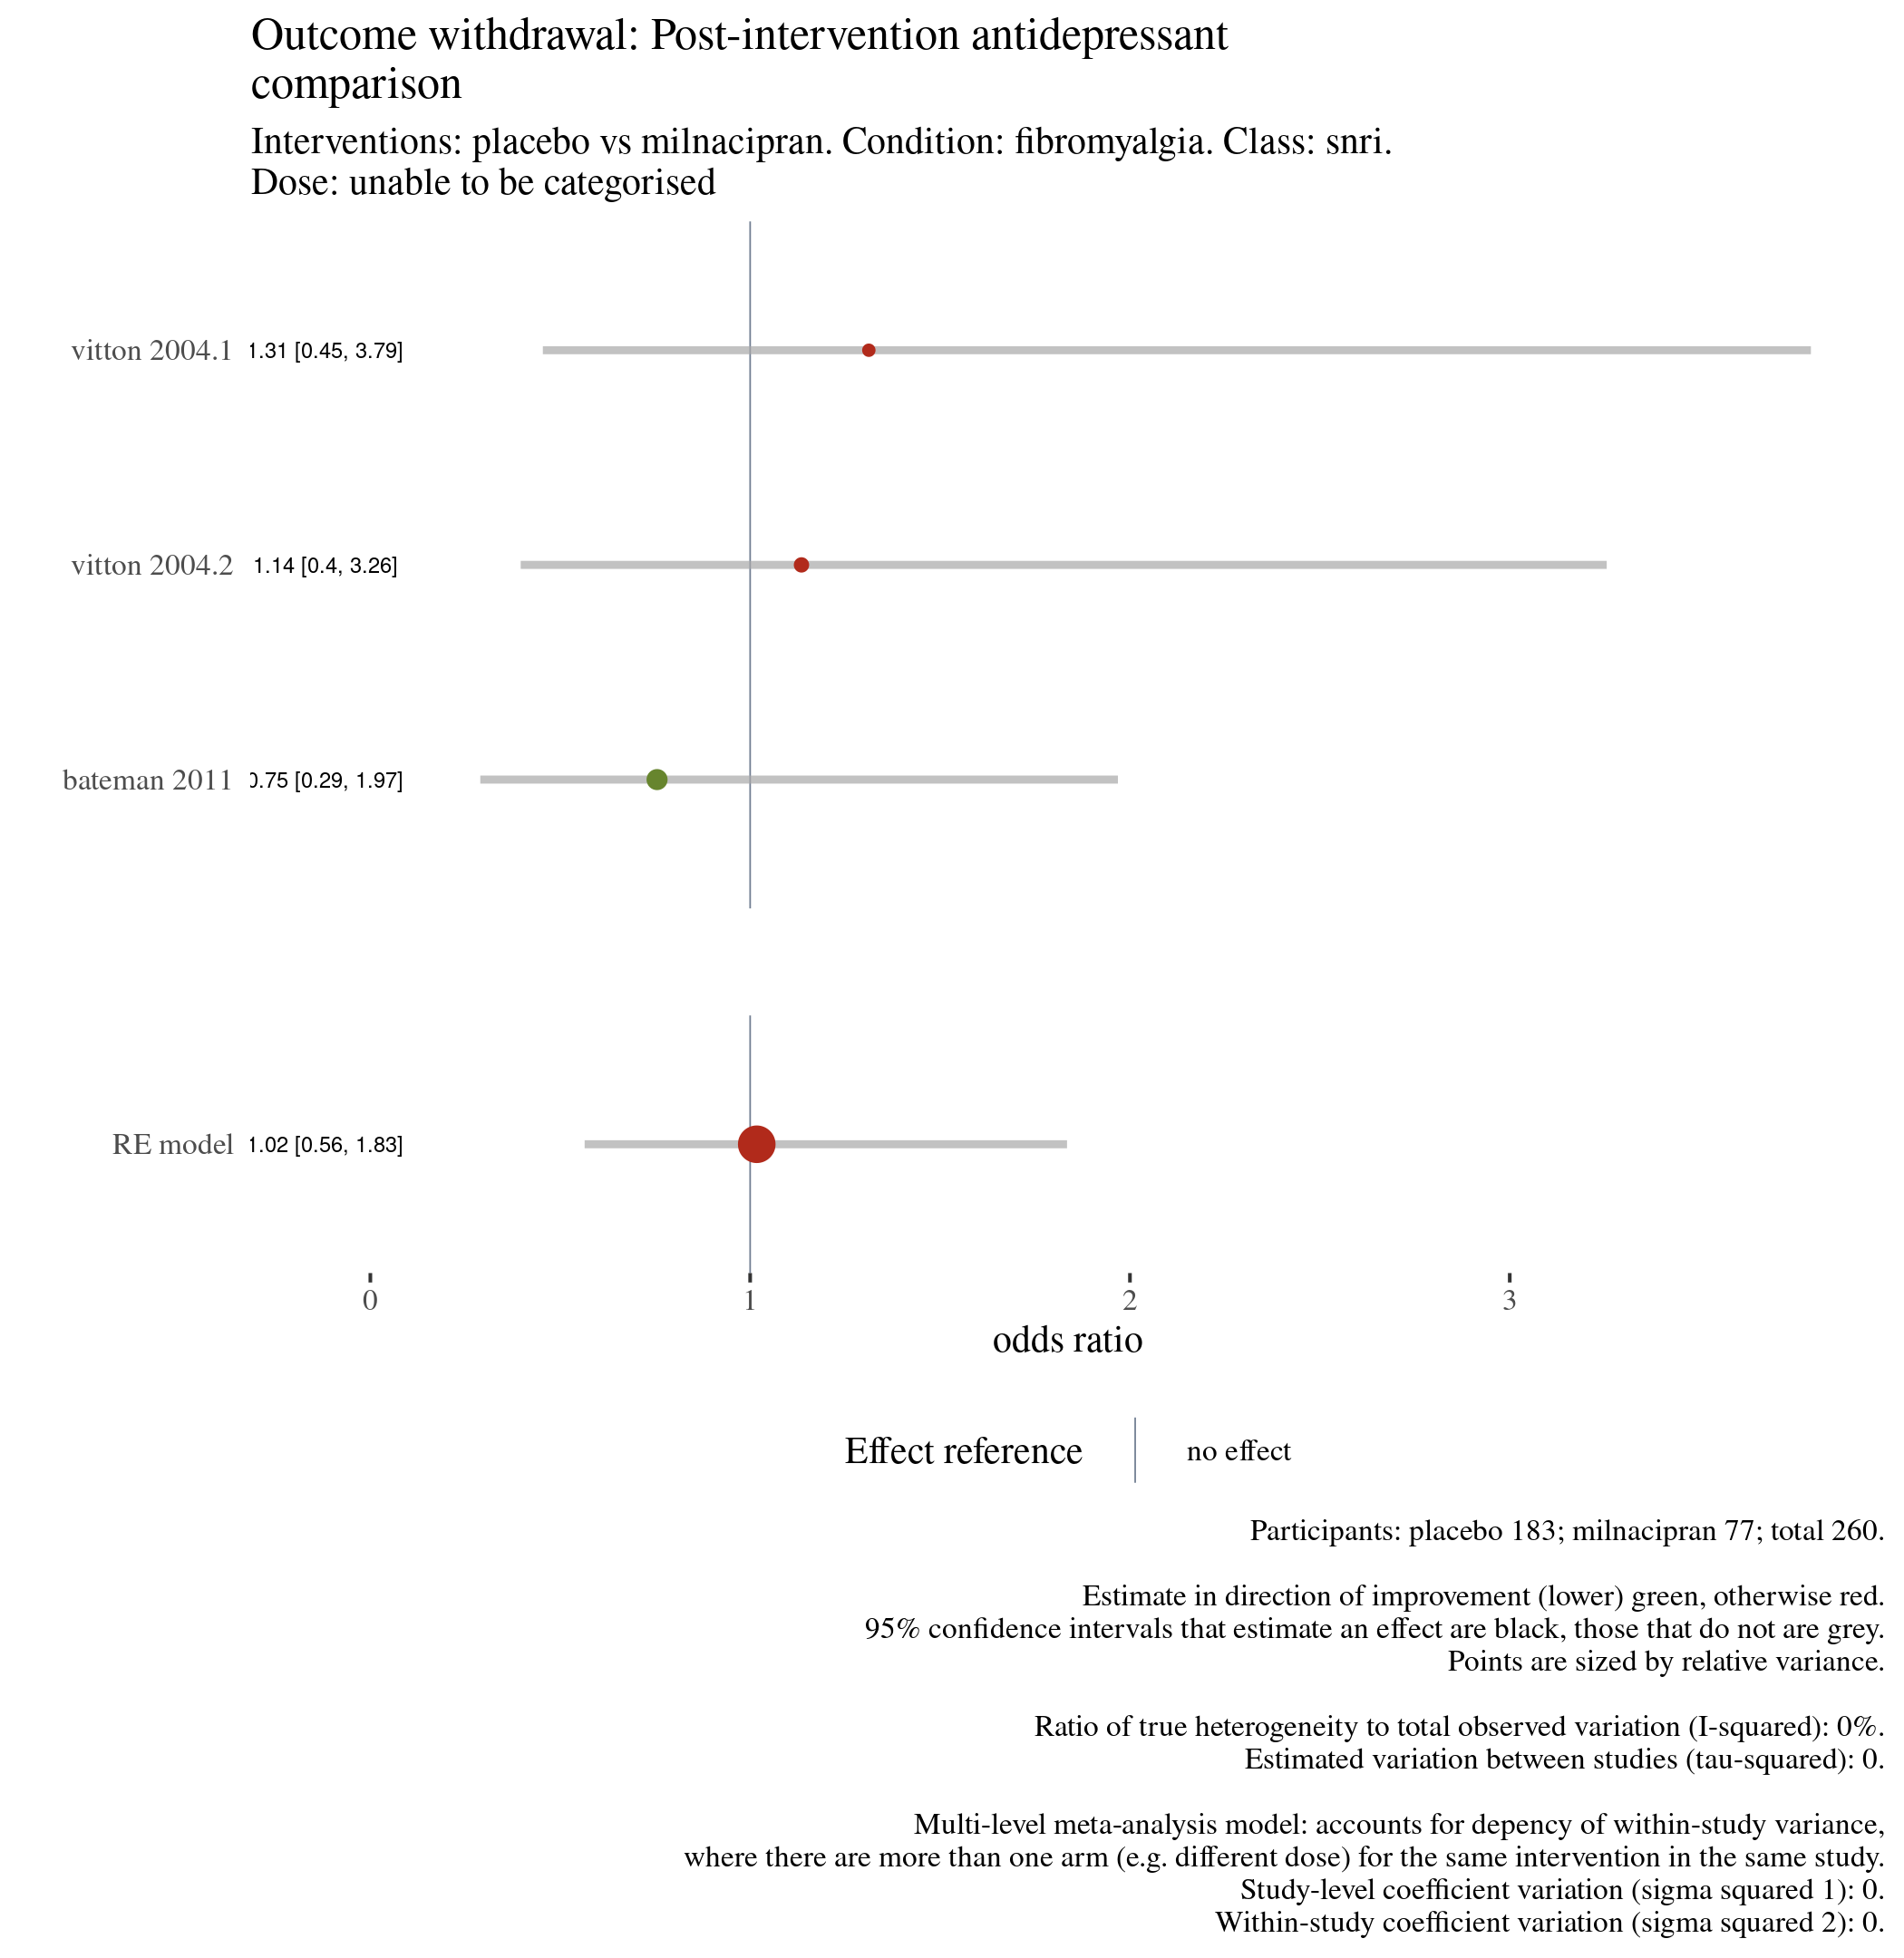 Outcome withdrawal: Post-intervention antidepressant
comparison
Interventions: placebo vs milnacipran. Condition: fibromyalgia. Class: snri.
Dose: unable to be categorised
vitton 2004.1 1.31 [0.45, 3.79]
vitton 2004.2 1.14 [0.4, 3.26]
bateman 2011 0.75 [0.29, 1.97]
RE model 1.02 [0.56, 1.83]
0 1 2 3
odds ratio
Effect reference no effect
Participants: placebo 183; milnacipran 77; total 260.
Estimate in direction of improvement (lower) green, otherwise red.
95% confidence intervals that estimate an effect are black, those that do not are grey.
Points are sized by relative variance.
Ratio of true heterogeneity to total observed variation (I-squared): 0%.
Estimated variation between studies (tau-squared): 0.
Multi-level meta-analysis model: accounts for depency of within-study variance,
where there are more than one arm (e.g. different dose) for the same intervention in the same study.
Study-level coefficient variation (sigma squared 1): 0.
Within-study coefficient variation (sigma squared 2): 0.